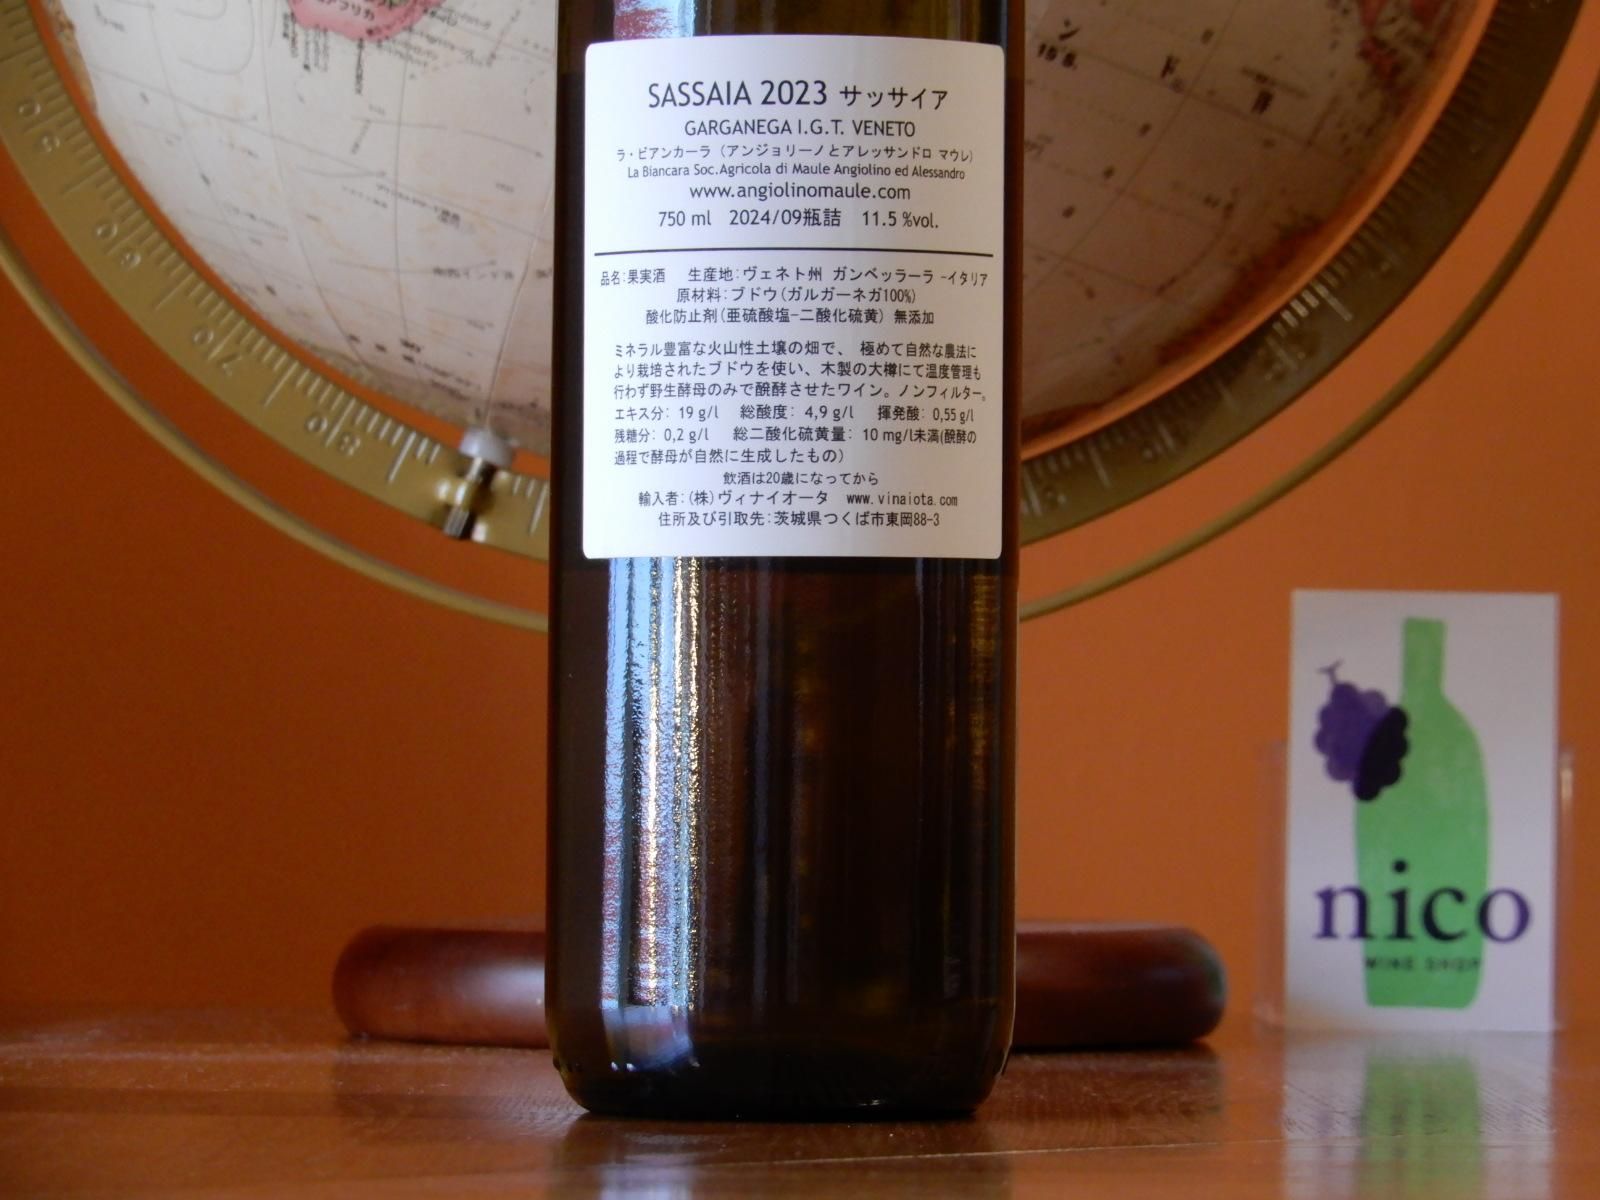 SASSAIA 2023 サッサイア
GARGANEGA I.G.T. VENETO
ラ・ビアンカーラ（アンジョリーノとアレッサンドロ マウレ）
La Biancara Soc.Agricola di Maule Angiolino ed Alessandro
www.angiolinomaule.com
750 ml 2024/09瓶詰 11.5 %vol.
品名：果実酒 生産地：ヴェネト州 ガンベッラーラ -イタリア
原材料：ブドウ（ガルガーネガ100%）
酸化防止剤（亜硫酸塩-二酸化硫黄） 無添加
ミネラル豊富な火山性土壌の畑で、 極めて自然な農法に
より栽培されたブドウを使い、木製の大樽にて温度管理も
行わず野生酵母のみで醗酵させたワイン。ノンフィルター。
エキス分： 19 g/l 総酸度： 4,9 g/l 揮発酸： 0,55 g/l
残糖分： 0,2 g/l 総二酸化硫黄量： 10 mg/l未満（醗酵の
過程で酵母が自然に生成したもの）
飲酒は20歳になってから
輸入者：（株）ヴィナイオータ www.vinaiota.com
住所及び引取先：茨城県つくば市東岡88-3
nico
WINE SHOP